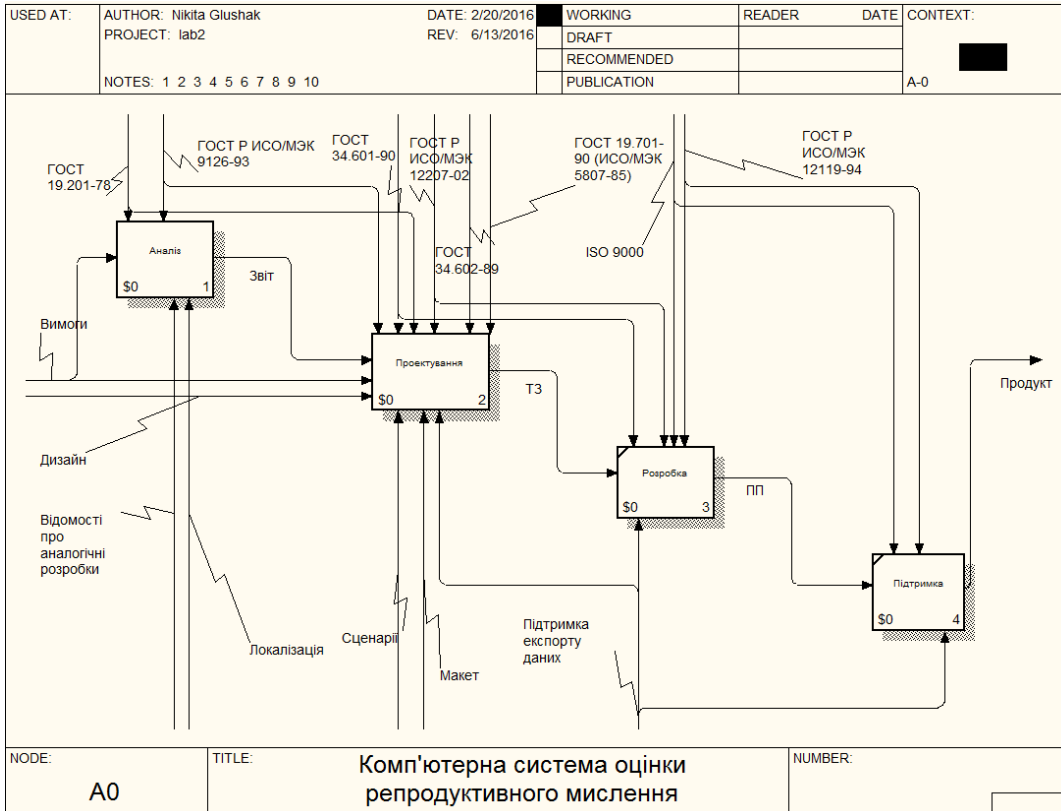 USED AT:
AUTHOR: Nikita Glushak
DATE: 2/20/2016
PROJECT: lab2
REV: 6/13/2016
NOTES: 1 2 3 4 5 6 7 8 9 10
WORKING
DRAFT
RECOMMENDED
PUBLICATION
READER
DATE
CONTEXT:
A-0
ГОСТ
19.201-78
ГОСТ Р ИСО/МЭК
9126-93
ГОСТ
34.601-90
ГОСТ Р
ИСО/МЭК
12207-02
ГОСТ 19.701-
90 (ИСО/МЭК
5807-85)
ГОСТ Р
ИСО/МЭК
12119-94
ГОСТ
34.602-89
ISO 9000
Аналіз
$0
1
Звіт
Вимоги
Проектування
$0
2
ТЗ
Продукт
Дизайн
Розробка
$0
3
ПП
Відомості
про
аналогічні
розробки
Підтримка
$0
4
Локалізація
Сценарії
Макет
Підтримка
експорту
даних
NODE:
A0
TITLE:
Комп'ютерна система оцінки
репродуктивного мислення
NUMBER: